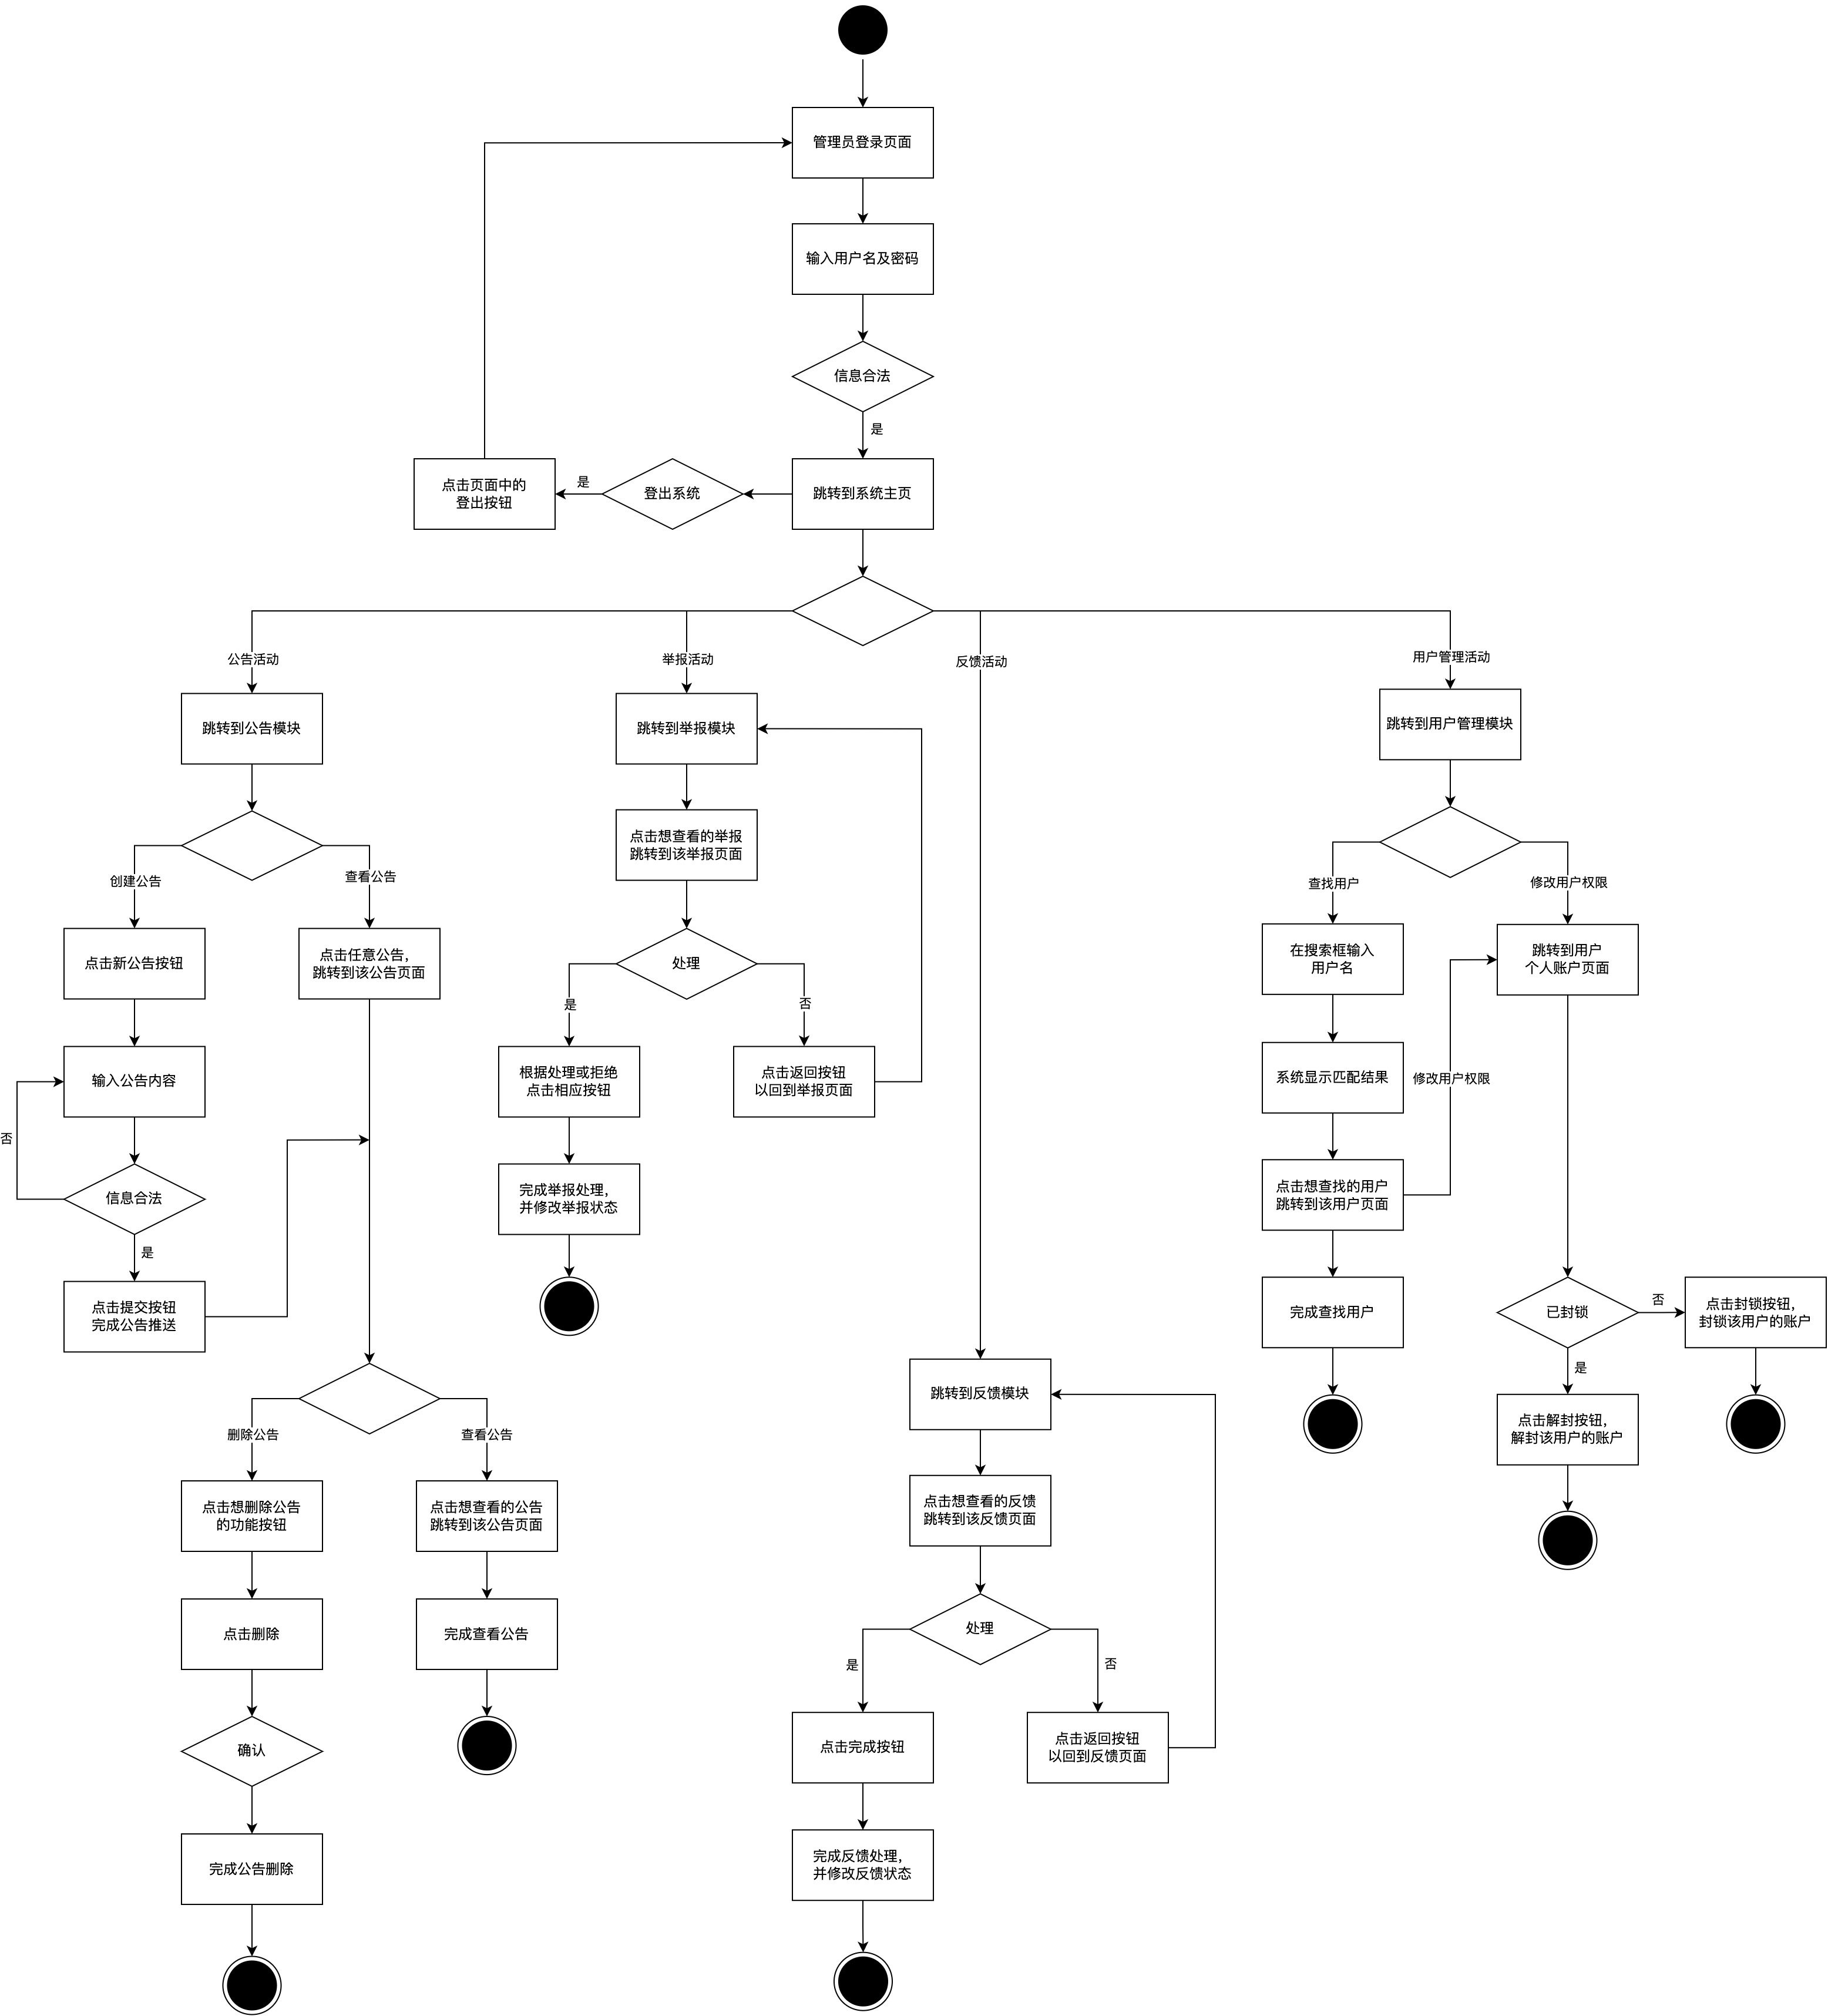 管理员登录页面
输入用户名及密码
信息合法
是
点击页面中的
登出按钮
是
登出系统
跳转到系统主页
公告活动
举报活动
反馈活动
用户管理活动
跳转到公告模块
跳转到举报模块
跳转到用户管理模块
点击想查看的举报
跳转到该举报页面
创建公告
查看公告
查找用户
修改用户权限
点击新公告按钮
点击任意公告，
跳转到该公告页面
处理
在搜索框输入
用户名
跳转到用户
个人账户页面
是
否
输入公告内容
根据处理或拒绝
点击相应按钮
点击返回按钮
以回到举报页面
系统显示匹配结果
修改用户权限
否
信息合法
完成举报处理，
并修改举报状态
点击想查找的用户
跳转到该用户页面
是
点击提交按钮
完成公告推送
完成查找用户
已封锁
否
点击封锁按钮，
封锁该用户的账户
是
跳转到反馈模块
删除公告
查看公告
点击解封按钮，
解封该用户的账户
点击想删除公告
的功能按钮
点击想查看的公告
跳转到该公告页面
点击想查看的反馈
跳转到该反馈页面
点击删除
完成查看公告
处理
是
否
确认
点击完成按钮
点击返回按钮
以回到反馈页面
完成公告删除
完成反馈处理，
并修改反馈状态